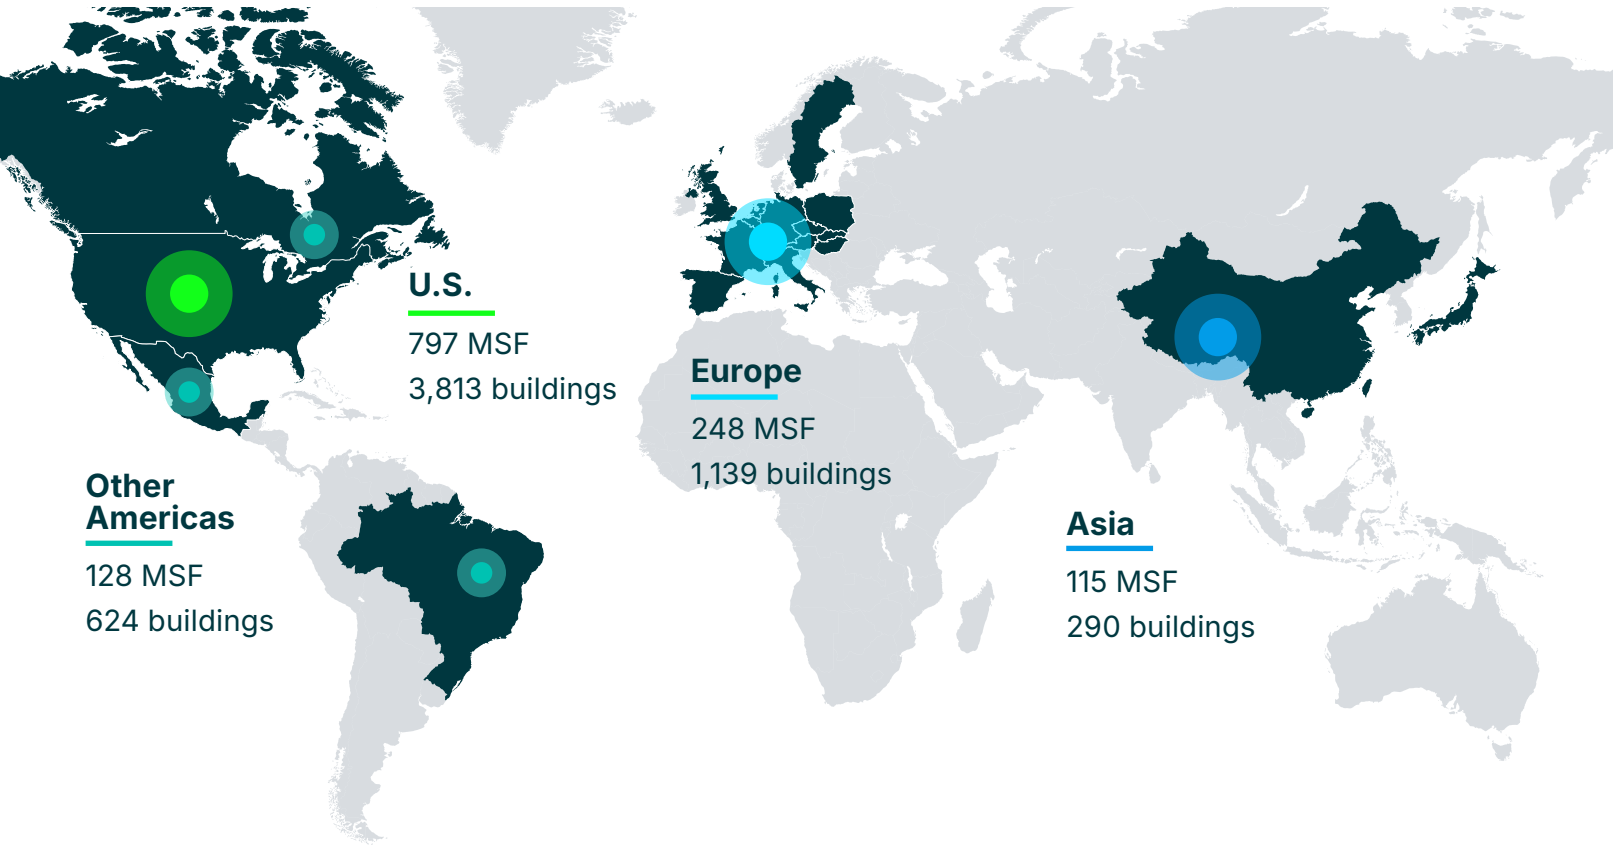 U.S.
797 MSF
3,813 buildings
Europe
248 MSF
1,139 buildings
Other
Americas
128 MSF
624 buildings
Asia
115 MSF
290 buildings